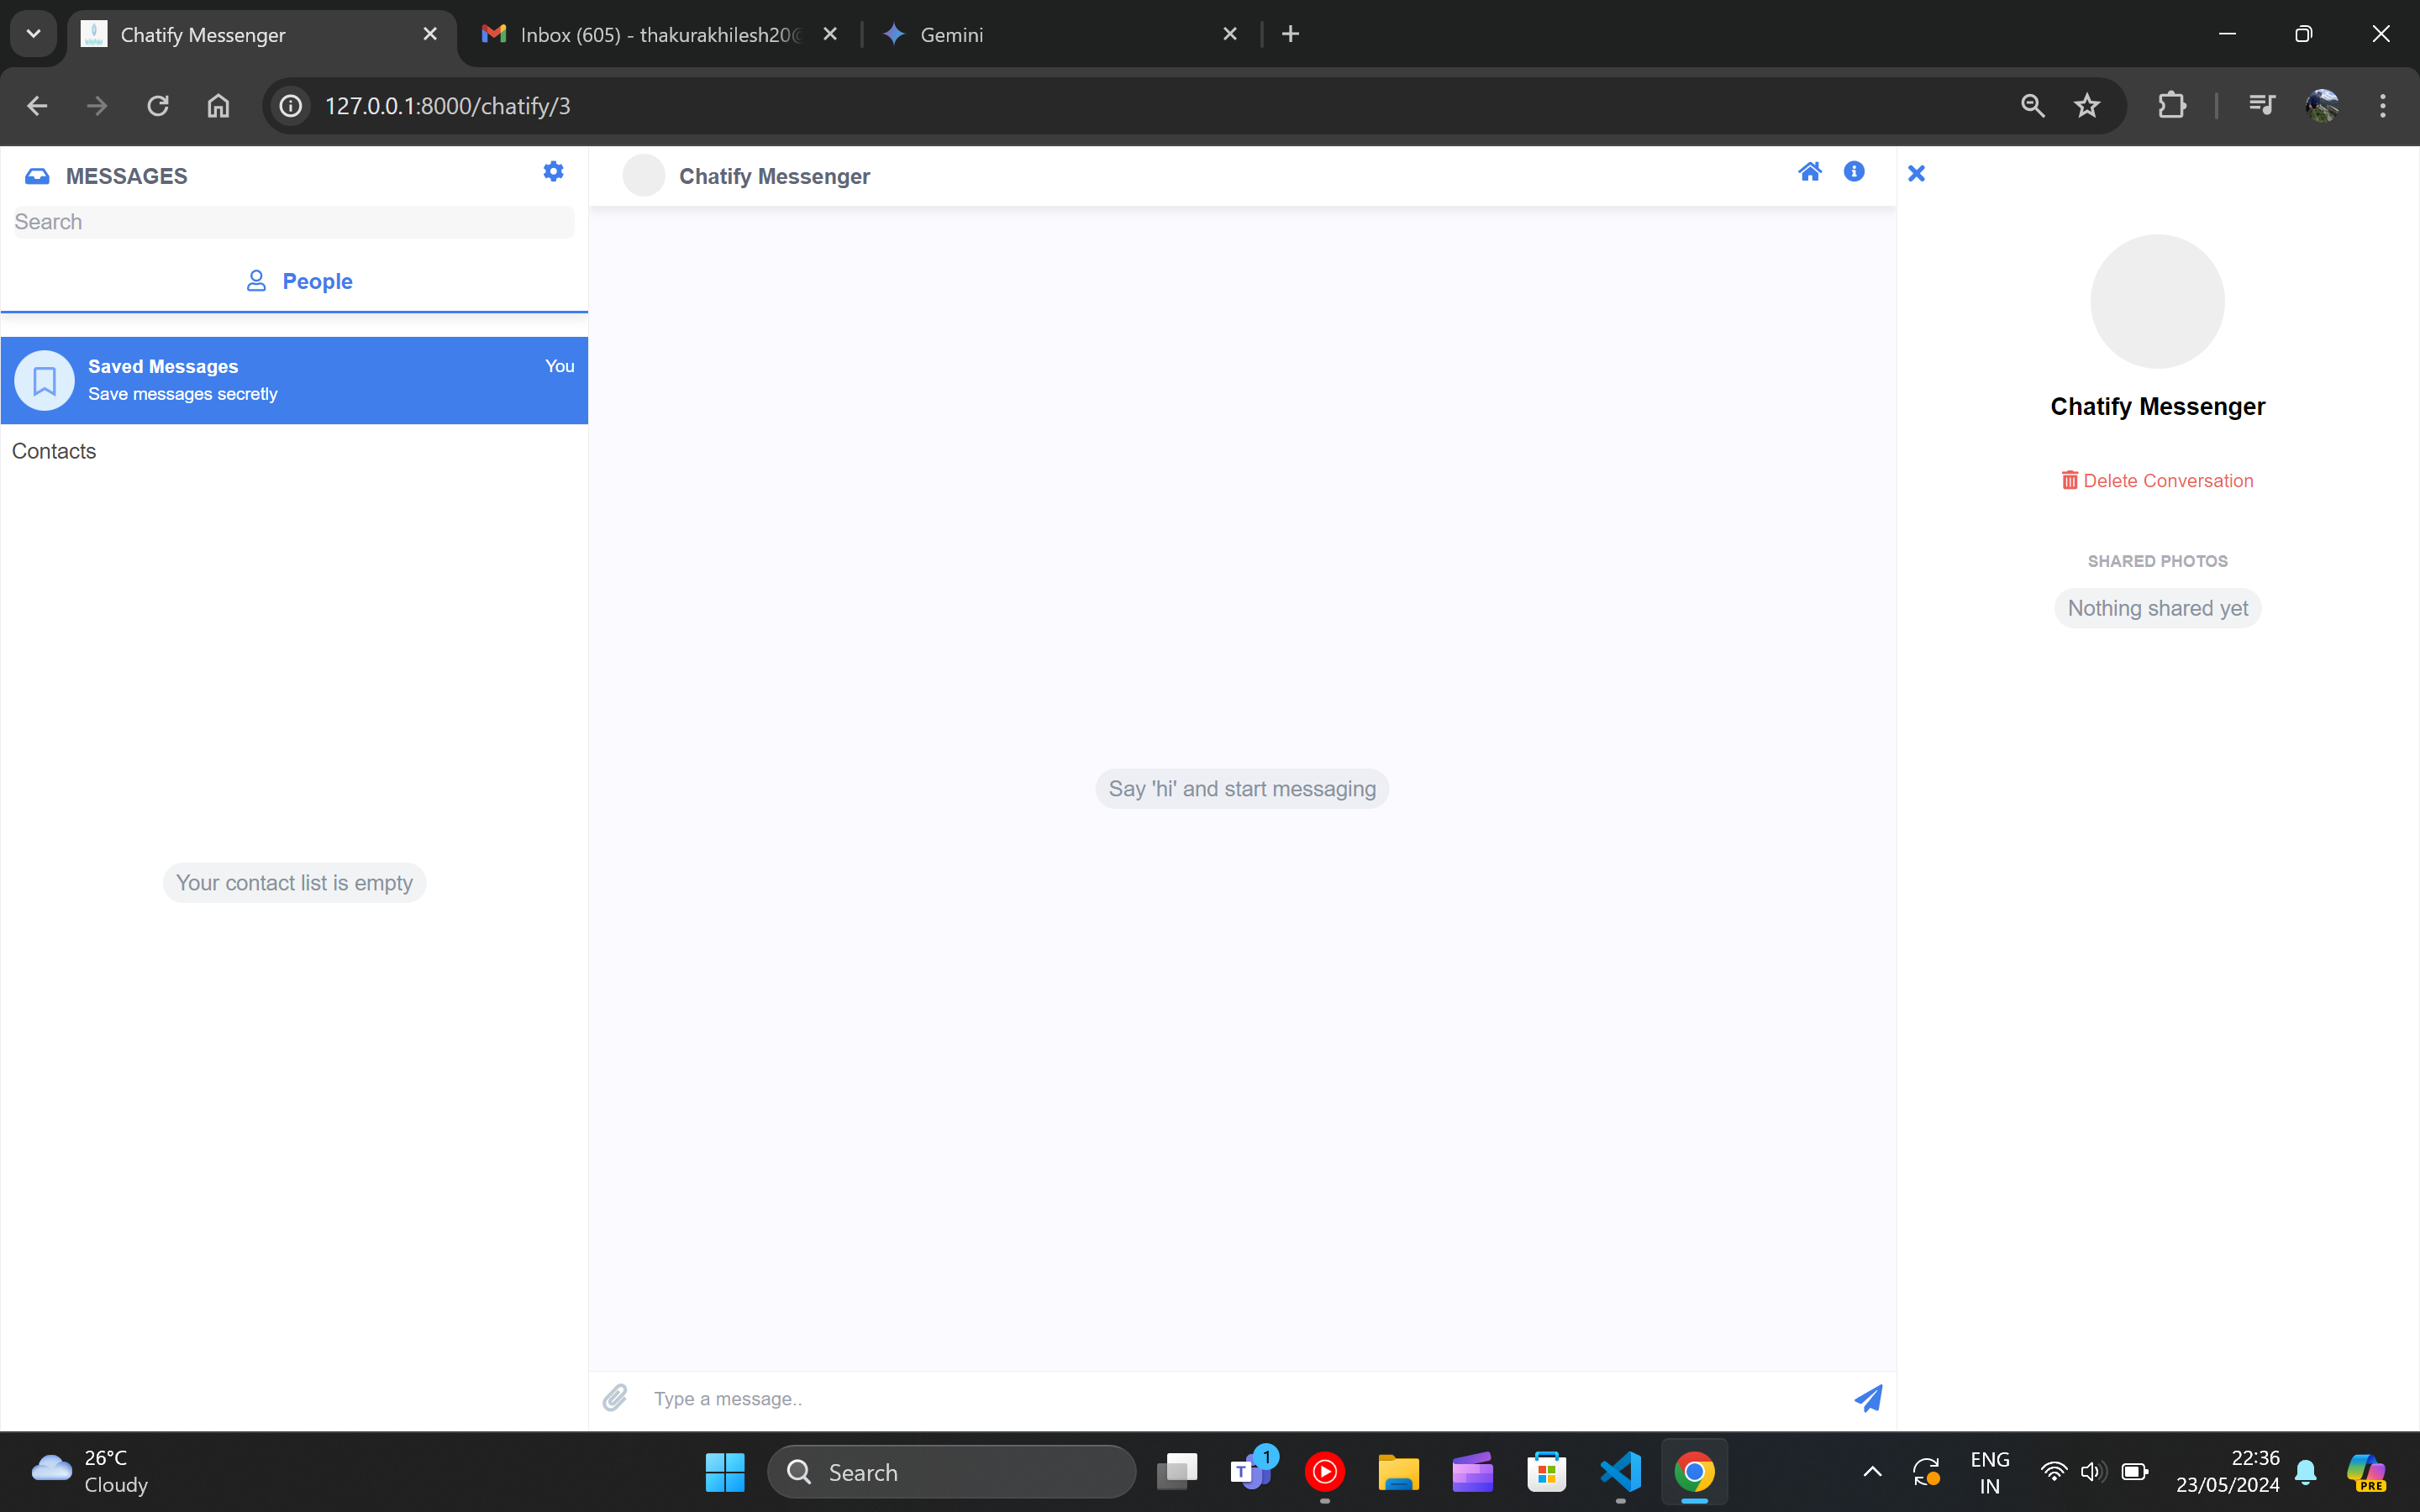 Chatify Messenger
Inbox (605) - thakurakhilesh20@
Gemini
127.0.0.1:8000/chatify/3
MESSAGES
Search
People
Saved Messages
You
Save messages secretly
Contacts
Your contact list is empty
Chatify Messenger
Say 'hi' and start messaging
Type a message..
Chatify Messenger
Delete Conversation
SHARED PHOTOS
Nothing shared yet
26°C
Cloudy
Search
T
1
ENG
IN
22:36
23/05/2024
PRE